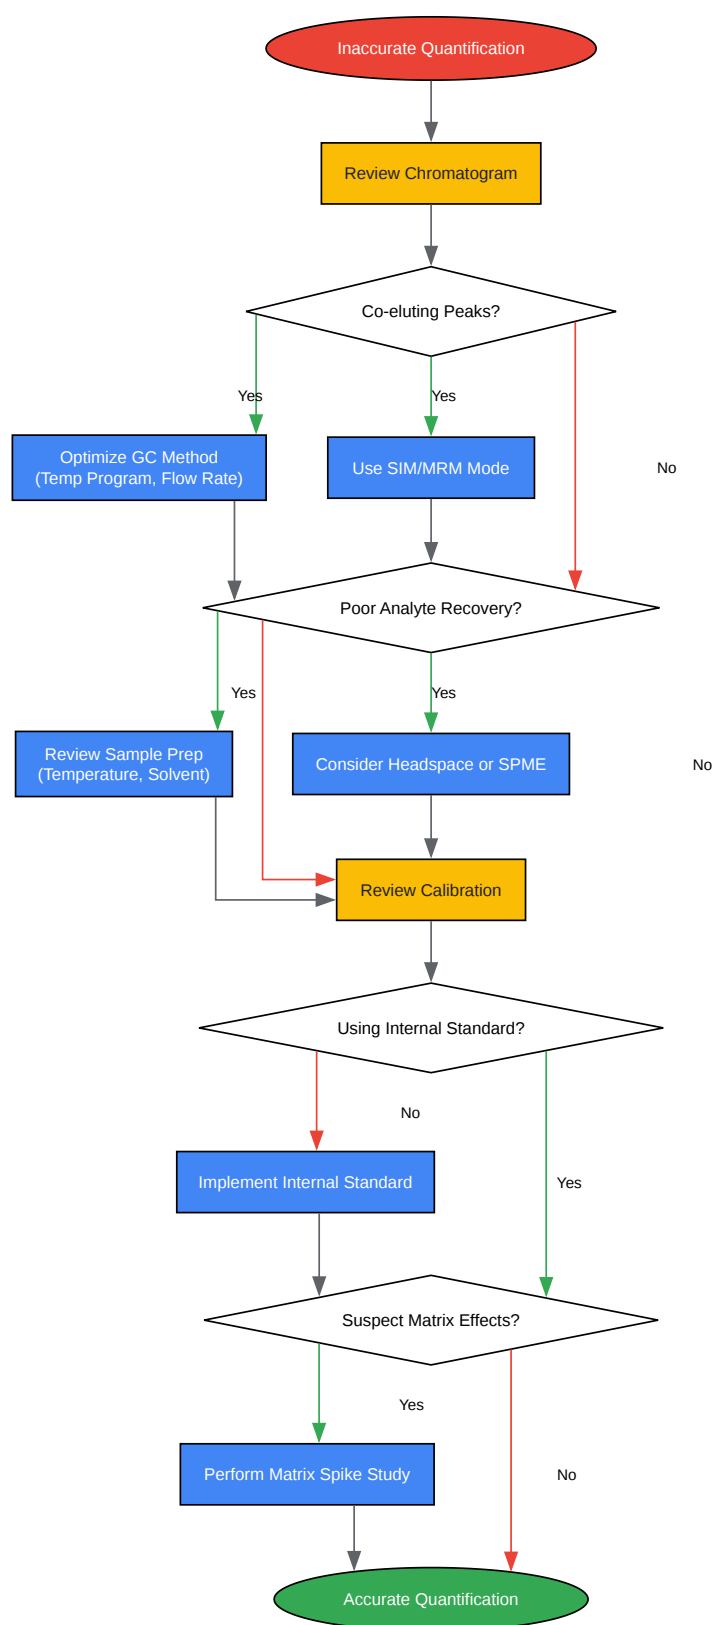 Inaccurate Quantification
Review Chromatogram
Co-eluting Peaks?
Yes
Yes
Optimize GC Method
(Temp Program, Flow Rate)
Use SIM/MRM Mode
No
Poor Analyte Recovery?
Yes
Yes
Review Sample Prep
(Temperature, Solvent)
Consider Headspace or SPME
No
Review Calibration
Using Internal Standard?
No
Implement Internal Standard
Yes
Suspect Matrix Effects?
Yes
Perform Matrix Spike Study
No
Accurate Quantification